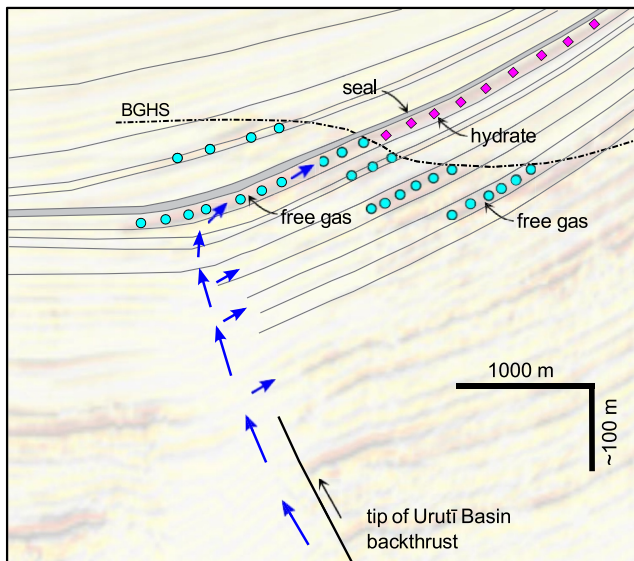 seal
BGHS
hydrate
free gas
free gas
1000 m
~100 m
tip of Urutī Basin
backthrust